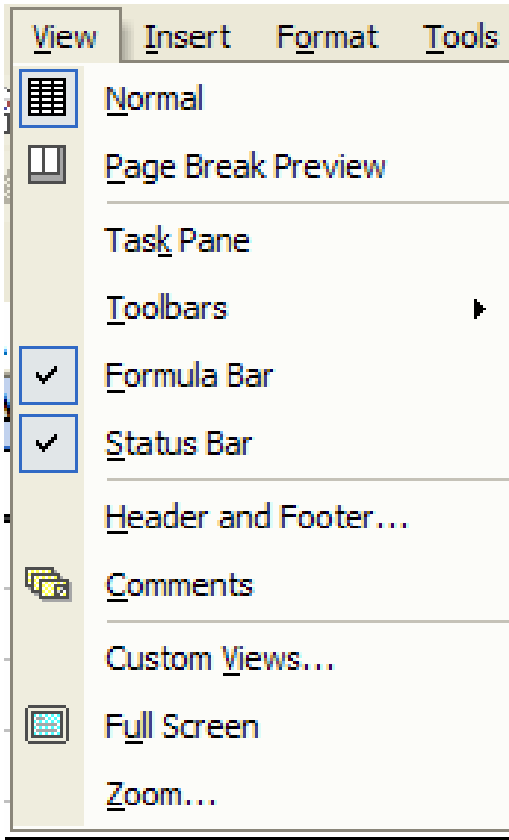 View Insert Format Tools
Normal
Page Break Preview
Task Pane
Toolbars
Formula Bar
Status Bar
Header and Footer...
Comments
Custom Views...
Full Screen
Zoom...